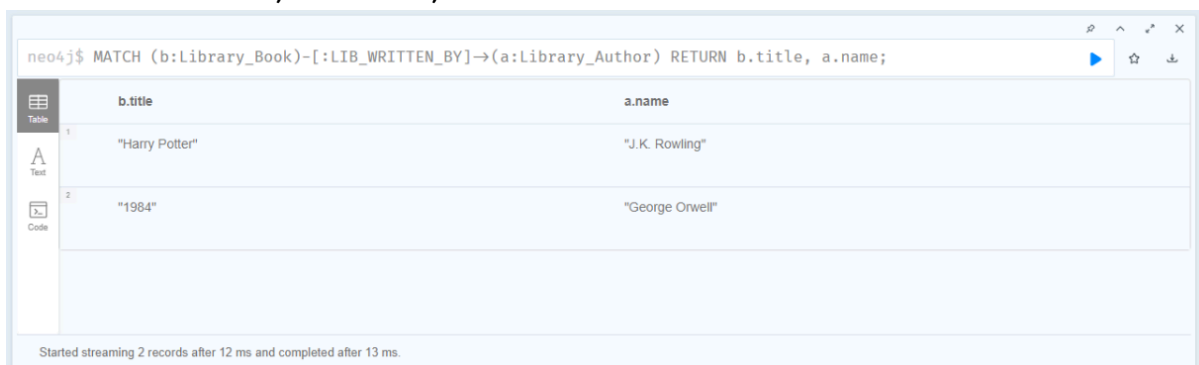 neo4j$ MATCH (b:Library_Book)-[:LIB_WRITTEN_BY]→(a:Library_Author) RETURN b.title, a.name;
Table
b.title a.name
1 "Harry Potter" "J.K. Rowling"
A
Text
2 "1984" "George Orwell"
Code
Started streaming 2 records after 12 ms and completed after 13 ms.